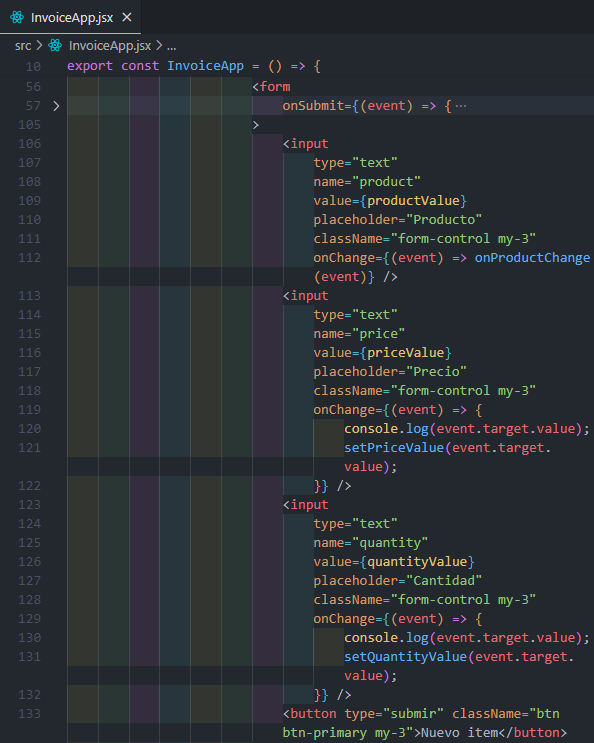 InvoiceApp.jsx ×
src > InvoiceApp.jsx > ...
10 export const InvoiceApp = () => {
56 <form
57 > onSubmit={(event) => { ...
105 >
106 <input
107 type="text"
108 name="product"
109 value={productValue}
110 placeholder="Producto"
111 className="form-control my-3"
112 onChange={(event) => onProductChange
(event)} />
113 <input
114 type="text"
115 name="price"
116 value={priceValue}
117 placeholder="Precio"
118 className="form-control my-3"
119 onChange={(event) => {
120 console.log(event.target.value);
121 setPriceValue(event.target.
value);
122 }} />
123 <input
124 type="text"
125 name="quantity"
126 value={quantityValue}
127 placeholder="Cantidad"
128 className="form-control my-3"
129 onChange={(event) => {
130 console.log(event.target.value);
131 setQuantityValue(event.target.
value);
132 }} />
133 <button type="submir" className="btn
btn-primary my-3">Nuevo item</button>